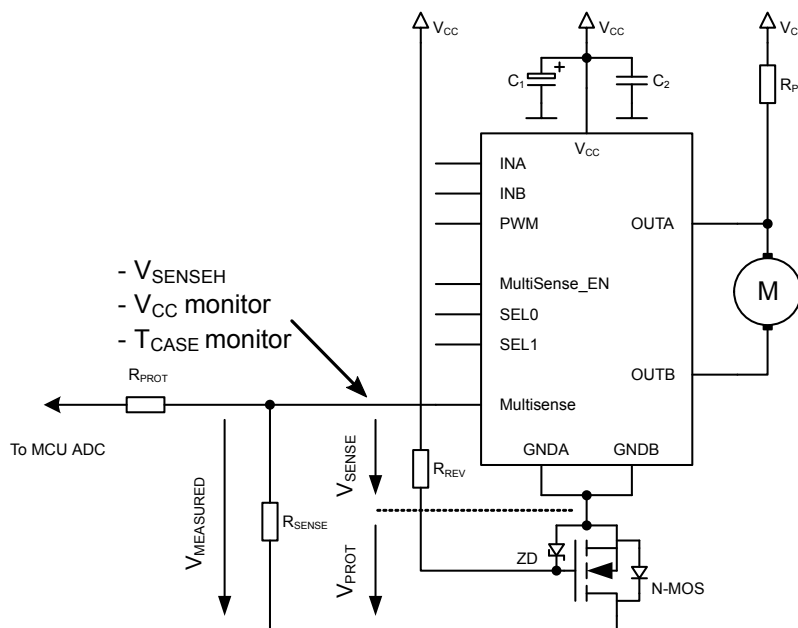 VCC
VCC
VC
C1
+
C2
RP
VCC
INA
INB
PWM
OUTA
- VSENSEH
- VCC monitor
- TCASE monitor
MultiSense_EN
SEL0
SEL1
M
RPROT
OUTB
Multisense
To MCU ADC
GNDA
GNDB
VSENSE
RREV
VMEASURED
RSENSE
VPROT
ZD
N-MOS